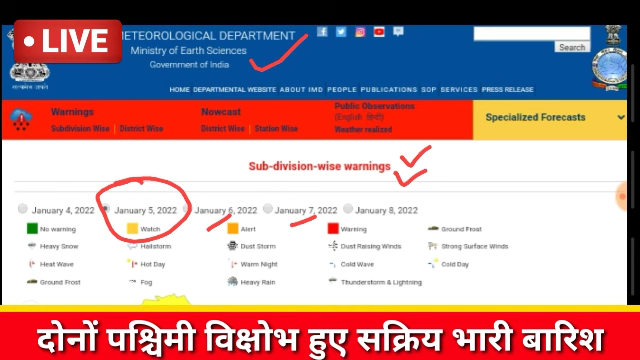 LIVE
METEOROLOGICAL DEPARTMENT
Ministry of Earth Sciences
Government of India
Search
HOME DEPARTMENTAL WEBSITE ABOUT IMD PEOPLE PUBLICATIONS SOP SERVICES PRESS RELEASE
Warnings
Subdivision Wise | District Wise
Nowcast
District Wise | Station Wise
Public Observations
(English, हिन्दी)
Weather realized
Specialized Forecasts
Sub-division-wise warnings
January 4, 2022 January 5, 2022 January 6, 2022 January 7, 2022 January 8, 2022
No warning Watch Alert Warning Ground Frost
Heavy Snow Hailstorm Dust Storm Dust Raising Winds Strong Surface Winds
Heat Wave Hot Day Warm Night Cold Wave Cold Day
Ground Frost Fog Heavy Rain Thunderstorm & Lightning
दोनों पश्चिमी विक्षोभ हुए सक्रिय भारी बारिश